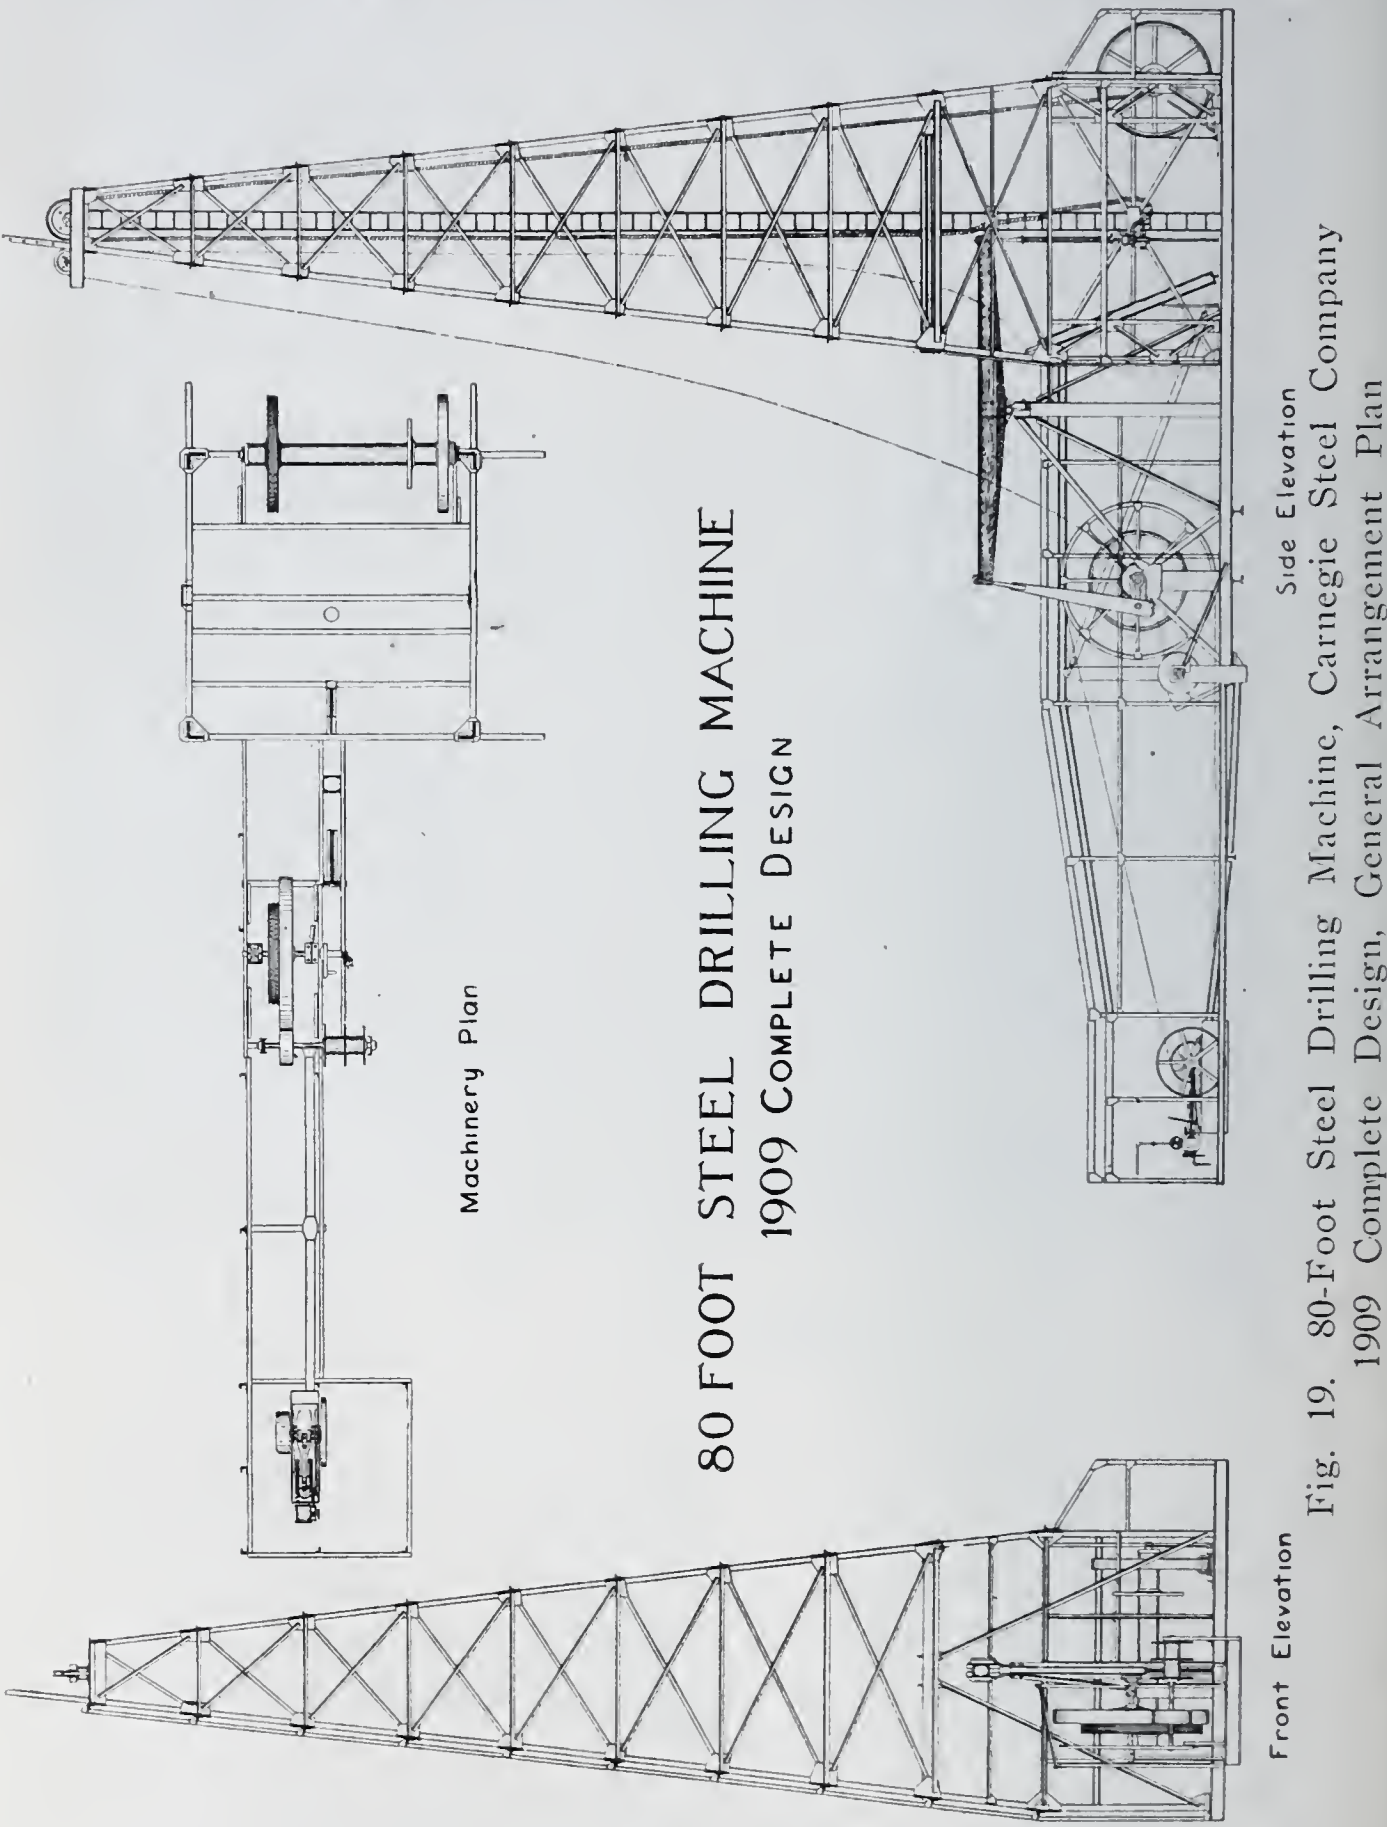 Machinery Plan
80 FOOT STEEL DRILLING MACHINE
1909 COMPLETE DESIGN
Front Elevation
Side Elevation
Fig. 19. 80-Foot Steel Drilling Machine, Carnegie Steel Company
1909 Complete Design, General Arrangement Plan